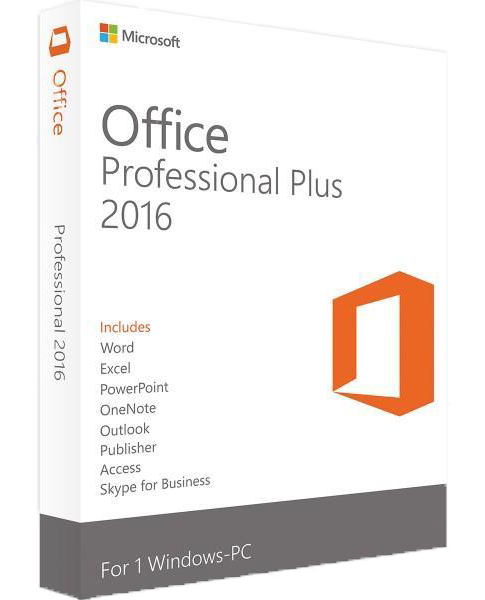 Office
Professional 2016
Microsoft
Office
Professional Plus
2016
Includes
Word
Excel
PowerPoint
OneNote
Outlook
Publisher
Access
Skype for Business
For 1 Windows-PC